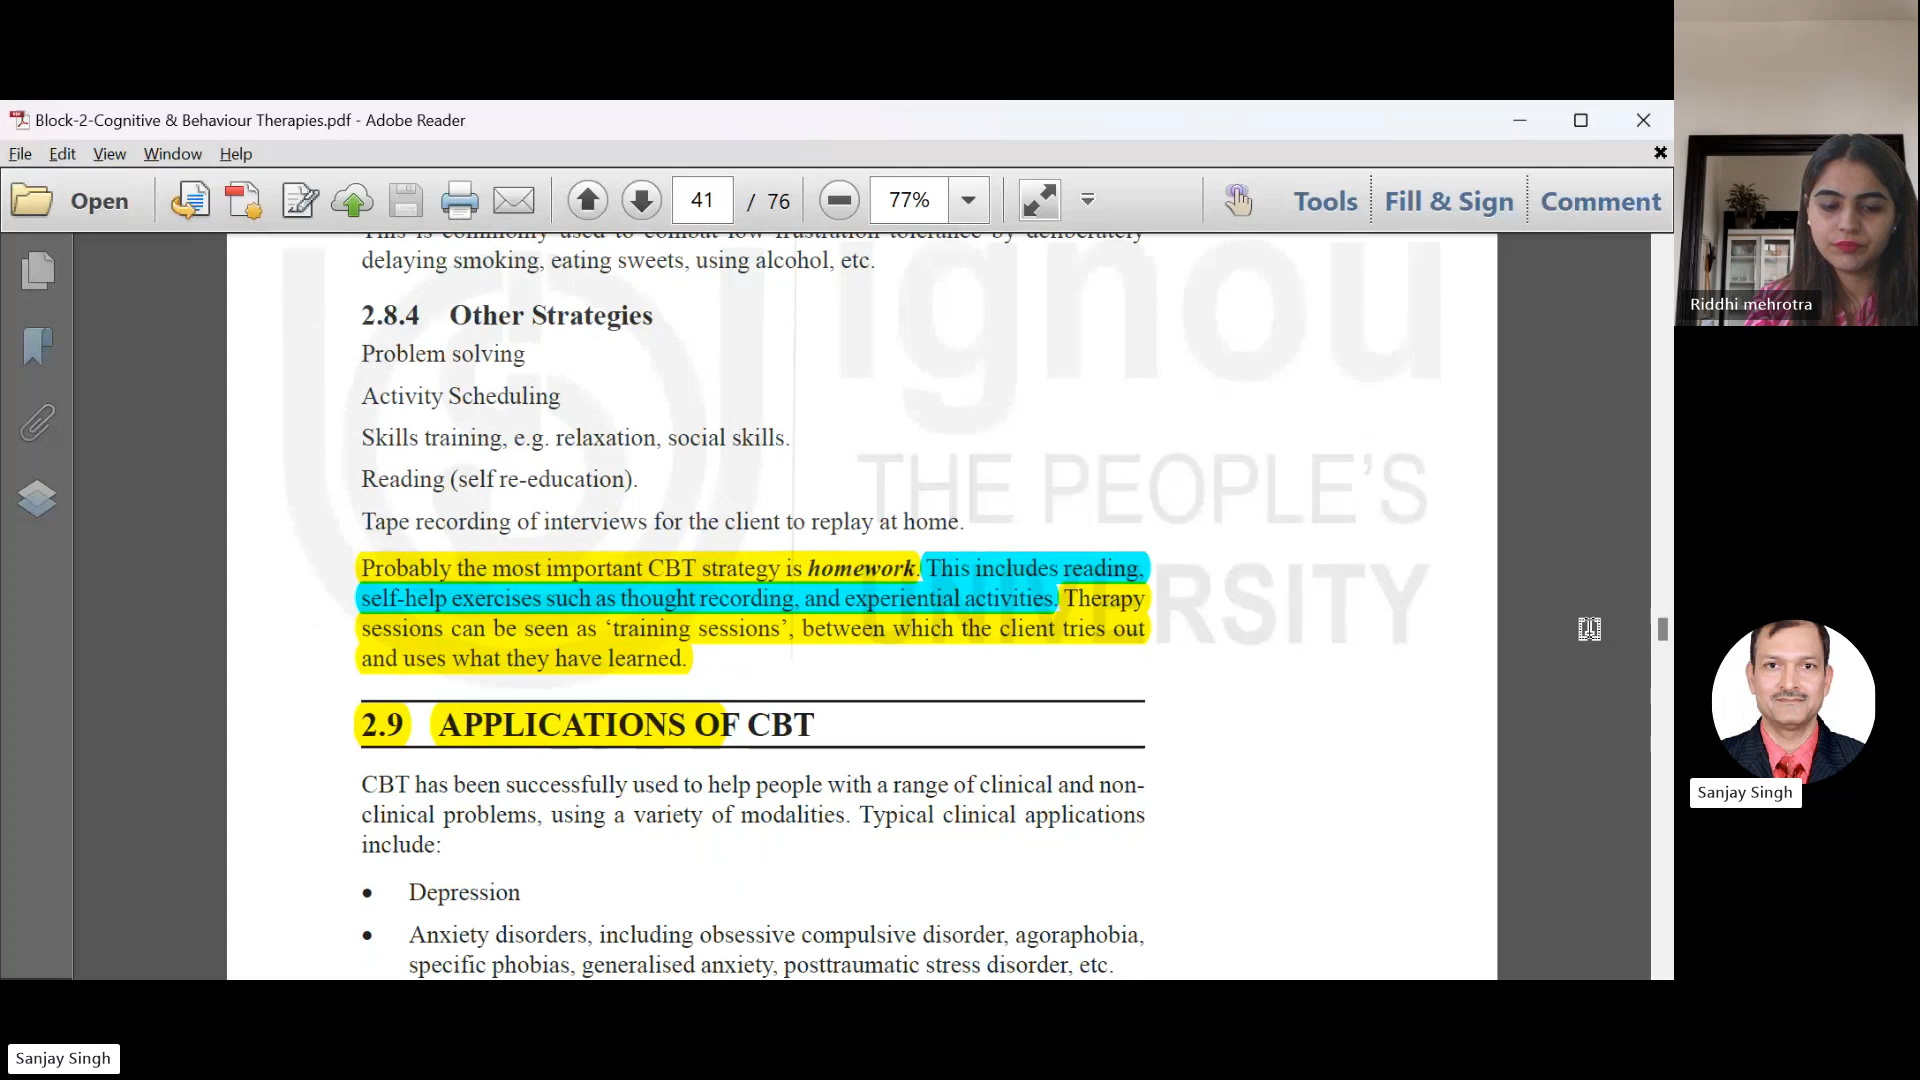 Block-2-Cognitive & Behaviour Therapies.pdf - Adobe Reader
File Edit View Window Help
Open 41 / 76 77% Tools Fill & Sign Comment
This is commonly used to combat low frustration tolerance by deliberately
delaying smoking, eating sweets, using alcohol, etc.
2.8.4 Other Strategies
Problem solving
Activity Scheduling
Skills training, e.g. relaxation, social skills.
Reading (self re-education).
Tape recording of interviews for the client to replay at home.
Probably the most important CBT strategy is homework. This includes reading,
self-help exercises such as thought recording, and experiential activities. Therapy
sessions can be seen as ‘training sessions’, between which the client tries out
and uses what they have learned.
2.9 APPLICATIONS OF CBT
CBT has been successfully used to help people with a range of clinical and non-
clinical problems, using a variety of modalities. Typical clinical applications
include:
• Depression
• Anxiety disorders, including obsessive compulsive disorder, agoraphobia,
specific phobias, generalised anxiety, posttraumatic stress disorder, etc.
ignou
THE PEOPLE’S
UNIVERSITY
Riddhi mehrotra
Sanjay Singh
Sanjay Singh